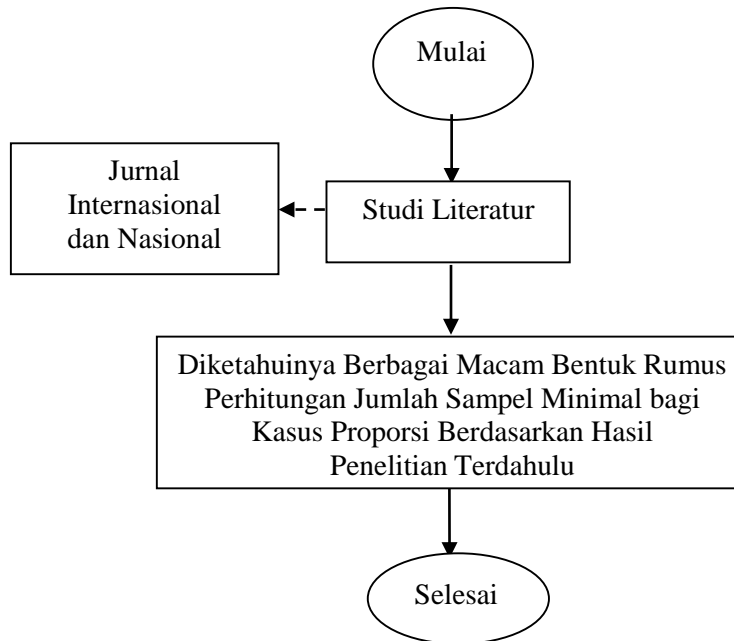 Mulai
Jurnal
Internasional
dan Nasional
Studi Literatur
Diketahuinya Berbagai Macam Bentuk Rumus
Perhitungan Jumlah Sampel Minimal bagi
Kasus Proporsi Berdasarkan Hasil
Penelitian Terdahulu
Selesai